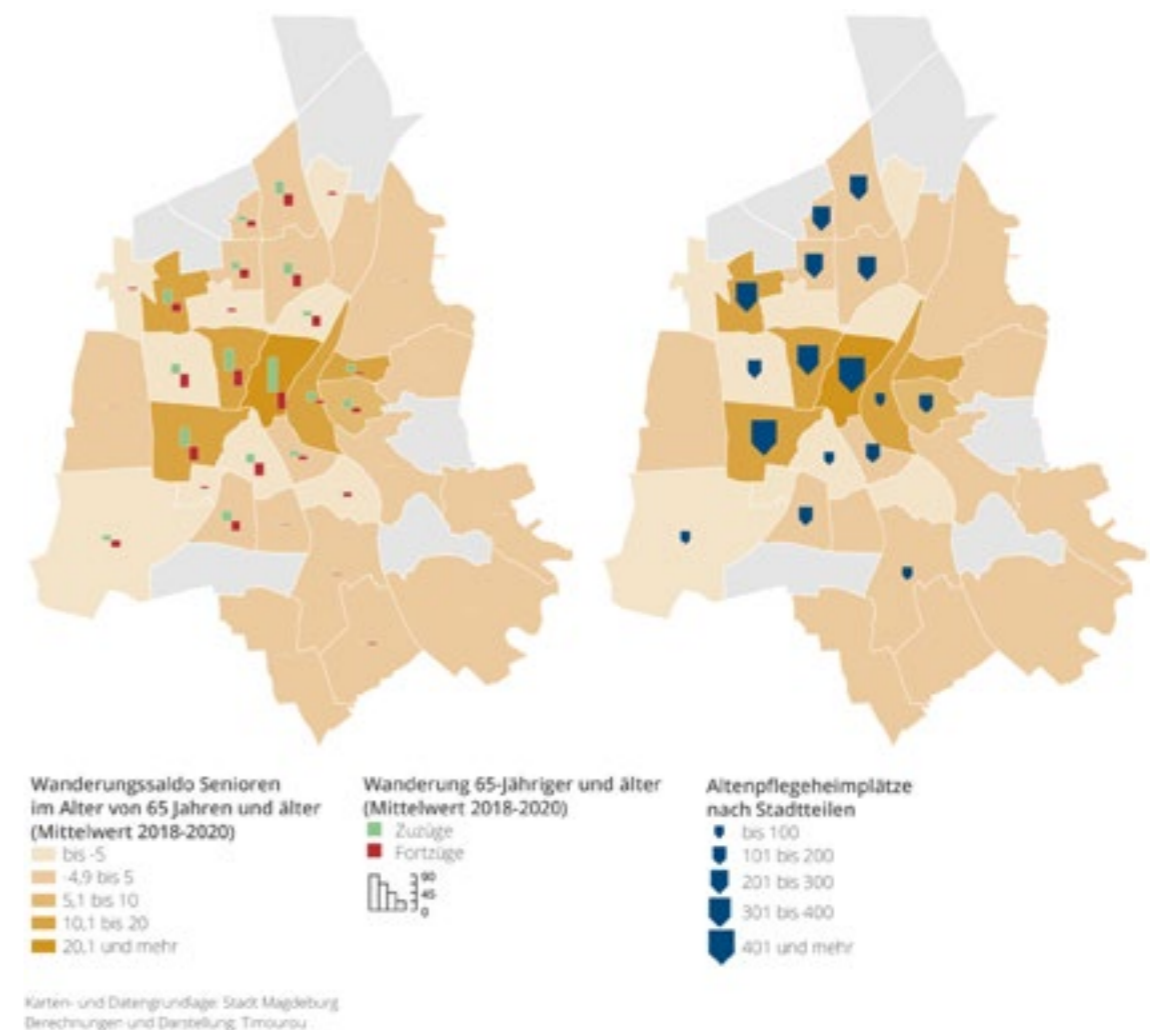 Wanderungssaldo Senioren
im Alter von 65 Jahren und älter
(Mittelwert 2018-2020)
bis -5
-4,9 bis 5
5,1 bis 10
10,1 bis 20
20,1 und mehr
Wanderung 65-Jähriger und älter
(Mittelwert 2018-2020)
Zuzüge
Fortzüge
90
45
0
Altenpflegeheimplätze
nach Stadtteilen
bis 100
101 bis 200
201 bis 300
301 bis 400
401 und mehr
Karten- und Datengrundlage: Stadt Magdeburg
Berechnungen und Darstellung: Timourou